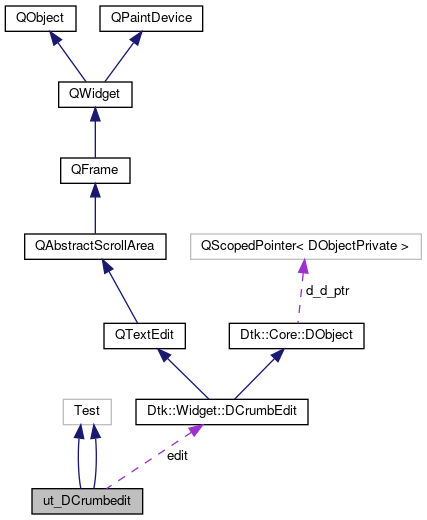 QObject
QPaintDevice
QWidget
QFrame
QAbstractScrollArea
QScopedPointer< DObjectPrivate >
d_d_ptr
QTextEdit
Dtk::Core::DObject
Test
Dtk::Widget::DCrumbEdit
edit
ut_DCrumbedit